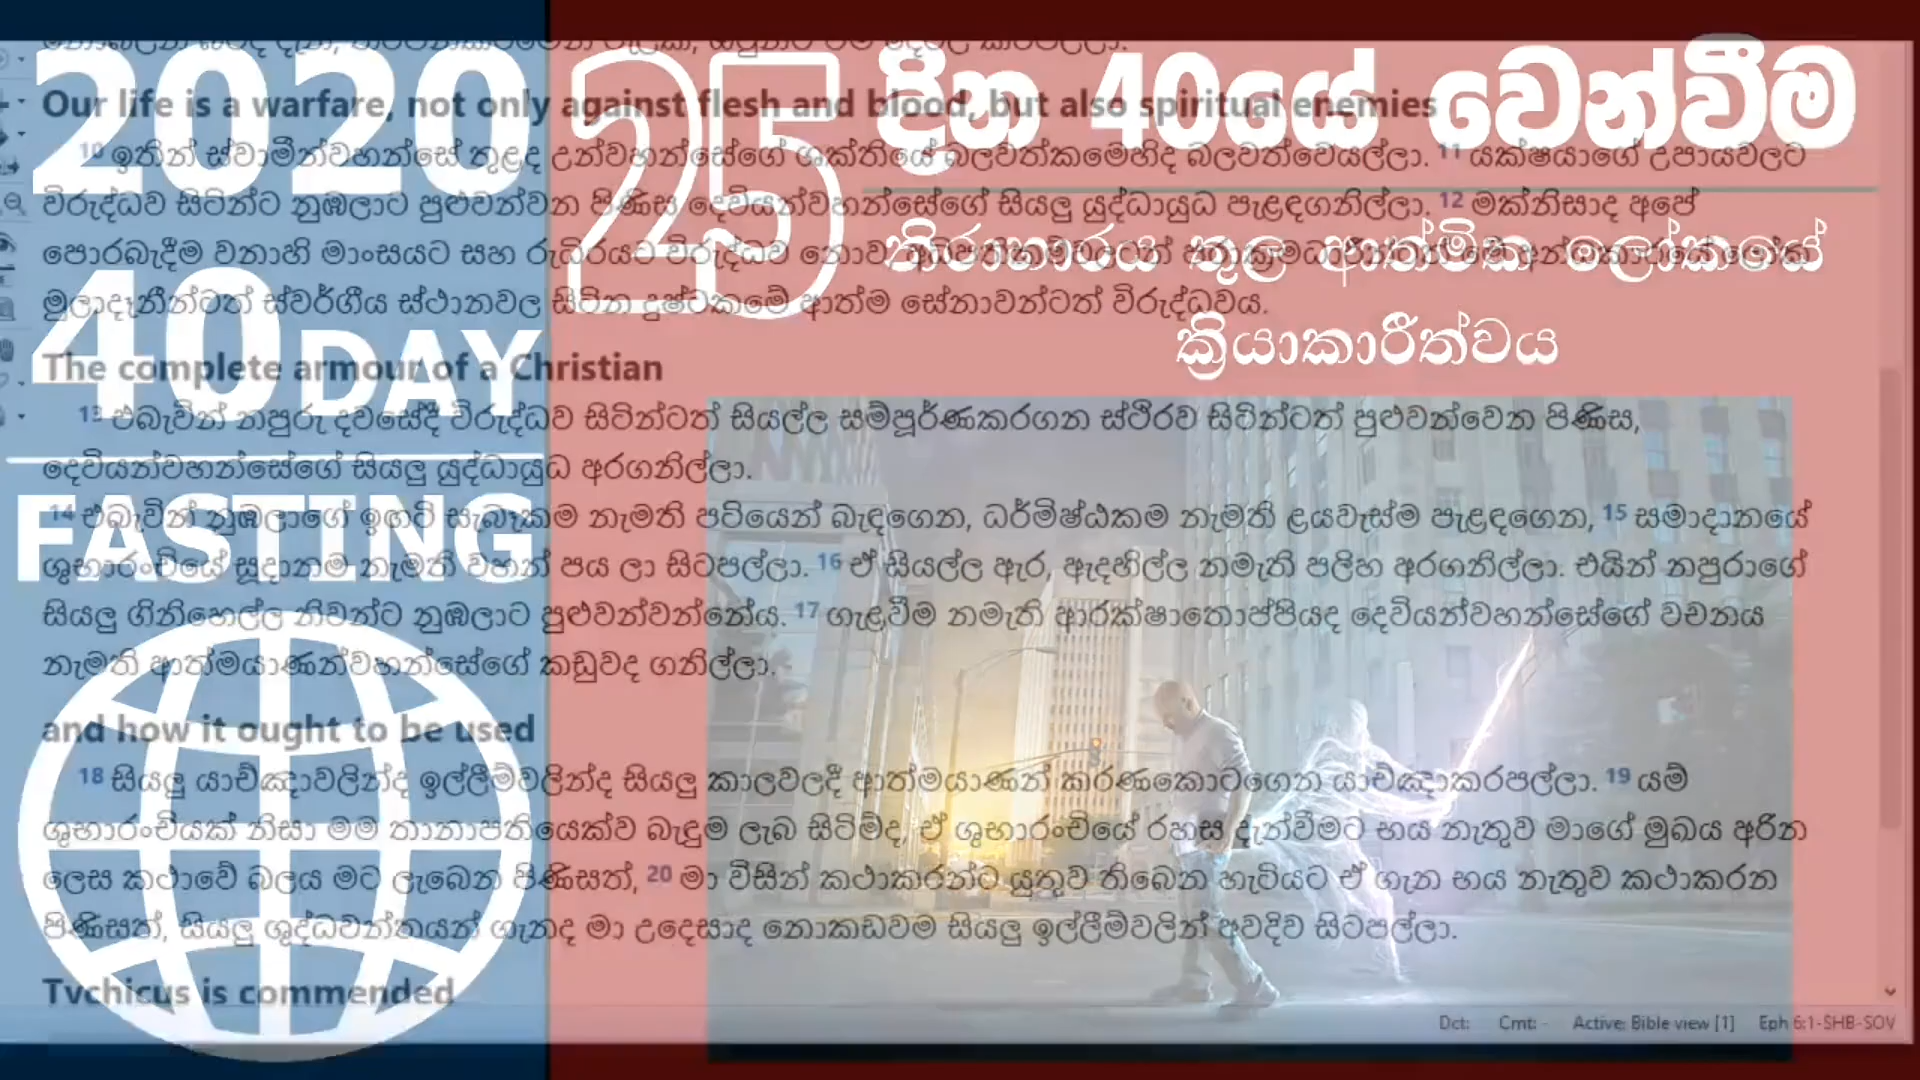 2020
40 DAY
FASTING
25
දින 40යේ වෙන්වීම
නිරාහාරය තුල ආත්මික ලෝකයේ
ක්‍රියාකාරීත්වය
Our life is a warfare, not only against flesh and blood, but also spiritual enemies
10 ඉතින් ස්වාමීන්වහන්සේ තුළද උන්වහන්සේගේ ශක්තියේ බලවත්කමෙහිද බලවත්වෙයල්ලා. 11 යක්ෂයාගේ උපායවලට
විරුද්ධව සිටින්ට නුඹලාට පුළුවන්වන පිණිස දෙවියන්වහන්සේගේ සියලු යුද්ධායුධ පැළඳගනිල්ලා. 12 මක්නිසාද අපේ
පොරබැදීම වනාහි මාංසයට සහ රුධිරයට විරුද්ධව නොව
මුලාදෑනීන්ටත් ස්වර්ගීය ස්ථානවල සිටින දුෂ්ටකමේ ආත්ම සේනාවන්ටත් විරුද්ධවය.
The complete armour of a Christian
13 එබැවින් නපුරු දවසේදී විරුද්ධව සිටින්ටත් සියල්ල සම්පූර්ණකරගන ස්ථිරව සිටින්ටත් පුළුවන්වෙන පිණිස,
දෙවියන්වහන්සේගේ සියලු යුද්ධායුධ අරගනිල්ලා.
14 එබැවින් නුඹලාගේ ඉඟටි සැබෑකම නැමති පටියෙන් බැඳගෙන, ධර්මිෂ්ඨකම නැමති ළයවැස්ම පැළඳගෙන, 15 සමාදානයේ
ශුභාරංචියේ සූදානම නැමති වහන් පය ලා සිටපල්ලා. 16 ඒ සියල්ල ඇර, ඇදහිල්ල නමැති පලිහ අරගනිල්ලා. එයින් නපුරාගේ
සියලු ගිනිහෙල්ල නිවන්ට නුඹලාට පුළුවන්වන්නේය. 17 ගැළවීම නමැති ආරක්ෂාතොප්පියද දෙවියන්වහන්සේගේ වචනය
නැමති ආත්මයාණන්වහන්සේගේ කඩුවද ගනිල්ලා.
and how it ought to be used
18 සියලු යාච්ඤාවලින්ද ඉල්ලීම්වලින්ද සියලු කාලවලදී ආත්මයාණන් කරණකොටගෙන යාච්ඤාකරපල්ලා. 19 යම්
ශුභාරංචියක් නිසා මම තානාපතියෙක්ව බැඳුම් ලැබ සිටිම්ද, ඒ ශුභාරංචියේ රහස දැන්වීමට භය නැතුව මාගේ මුඛය අරින
ලෙස කථාවේ බලය මට ලැබෙන පිණිසත්, 20 මා විසින් කථාකරන්ට යුතුව තිබෙන හැටියට ඒ ගැන භය නැතුව කථාකරන
පිණිසත්, සියලු ශුද්ධවන්තයන් ගැනද මා උදෙසාද නොකඩවම සියලු ඉල්ලීම්වලින් අවදිව සිටපල්ලා.
Tychicus is commended
Dct: Cmt: - Active: Bible view [1] Eph 6:1-SHB-SOV